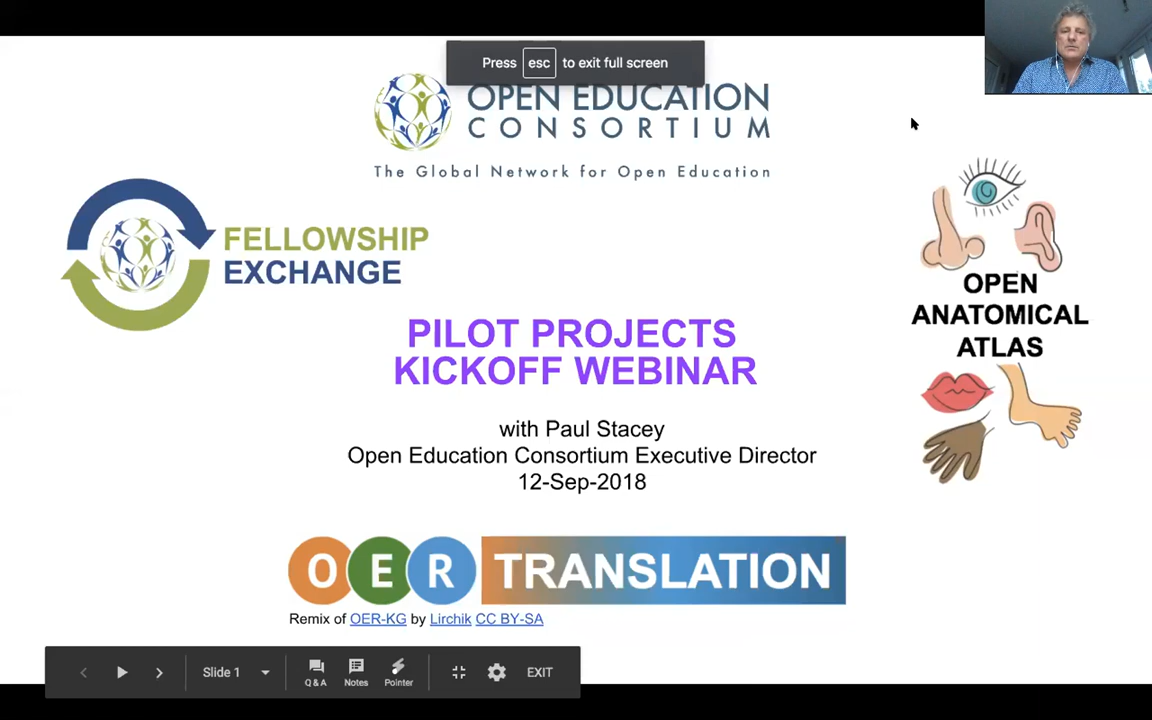 Press esc to exit full screen
OPEN EDUCATION
CONSORTIUM
The Global Network for Open Education
FELLOWSHIP
EXCHANGE
OPEN
ANATOMICAL
ATLAS
PILOT PROJECTS
KICKOFF WEBINAR
with Paul Stacey
Open Education Consortium Executive Director
12-Sep-2018
OER TRANSLATION
Remix of OER-KG by Lirchik CC BY-SA
Slide 1
Q & A
Notes
Pointer
EXIT